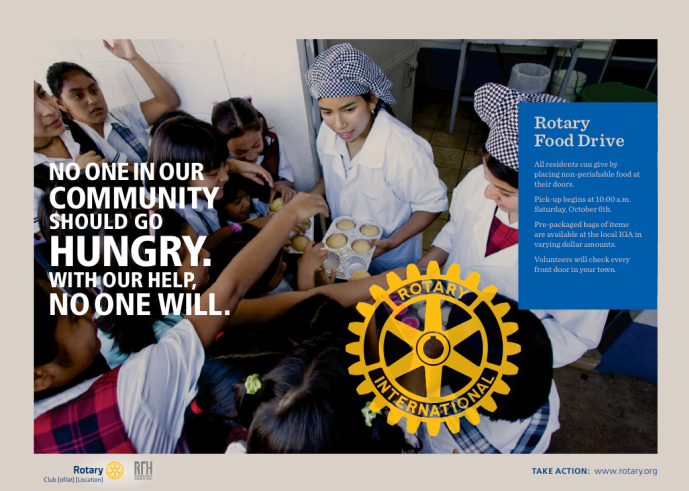 NO ONE IN OUR
COMMUNITY
SHOULD GO
HUNGRY.
WITH OUR HELP,
NO ONE WILL.
Rotary
Food Drive
All residents can give by
placing non-perishable food at
their doors.
Pick-up begins at 10:00 a.m.
Saturday, October 6th.
Pre-packaged bags of items
are available at the local IGA in
varying dollar amounts.
Volunteers will check every
front door in your town.
ROTARY
INTERNATIONAL
Rotary
Club [of/at] [Location]
RFH
TAKE ACTION: www.rotary.org